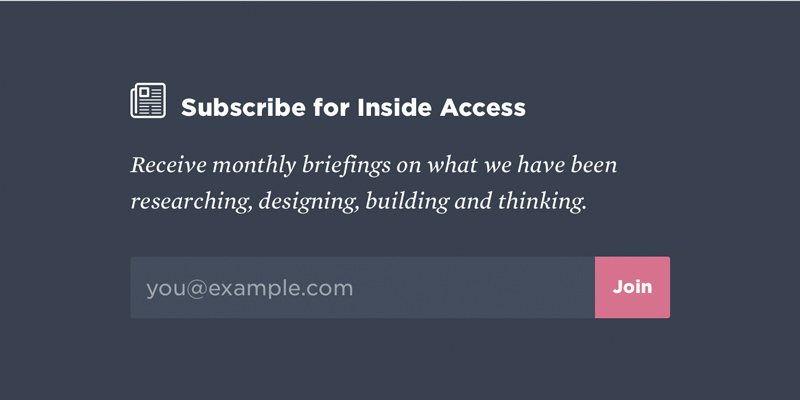 Subscribe for Inside Access
Receive monthly briefings on what we have been
researching, designing, building and thinking.
you@example.com
Join